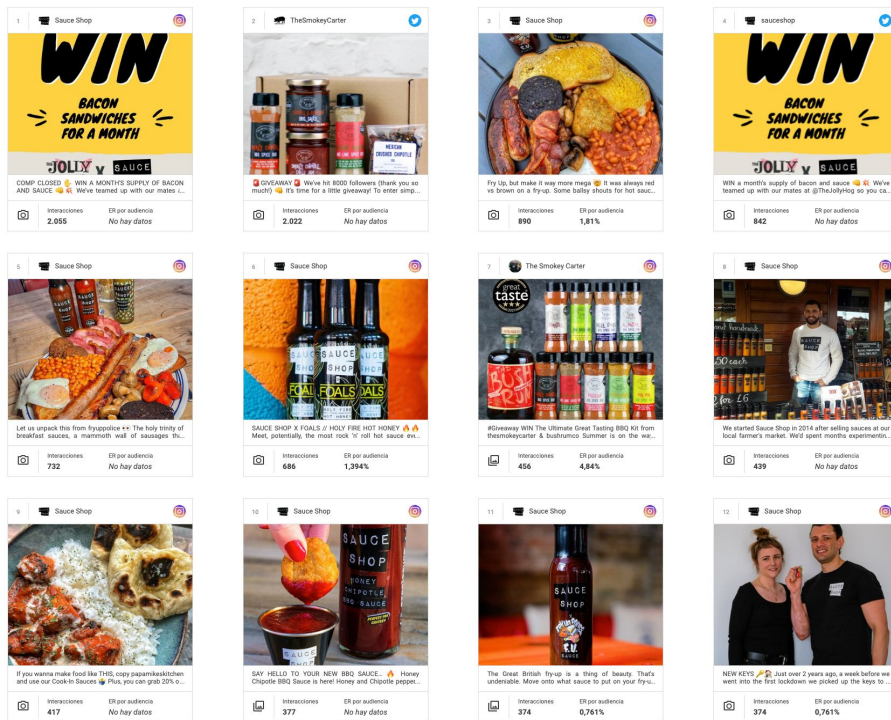 1 Sauce Shop
2 TheSmokeyCarter
3 Sauce Shop
4 sauceshop
WIN
BACON
SANDWICHES
FOR A MONTH
THE JOLLY X SAUCE
BBQ SAUCE
MEXICAN
CRUSHED CHIPOTLE
WIN
BACON
SANDWICHES
FOR A MONTH
JOLLY X SAUCE
COMP CLOSED ✋ WIN A MONTH'S SUPPLY OF BACON
AND SAUCE 🤜💥 We've teamed up with our mates
🚨GIVEAWAY🚨 We've hit 8000 followers (thank you so
much!) 👊 It's time for a little giveaway! To enter simp...
Fry Up, but make it way more mega 🤯 It was always red
vs brown on a fry-up. Some ballsy shouts for hot sauc...
WIN a month's supply of bacon and sauce 🤜💥 We've
teamed up with our mates at @TheJollyHog so you ca...
Interacciones ER por audiencia
2.055 No hay datos
Interacciones ER por audiencia
2.022 No hay datos
Interacciones ER por audiencia
890 1,81%
Interacciones ER por audiencia
842 No hay datos
5 Sauce Shop
6 Sauce Shop
7 The Smokey Carter
8 Sauce Shop
SAUCE
SHOP
FOALS
HOLY FIRE
HOT HONEY
great
taste
BUSH
RUM
SAUCE
SHOP
50 each
for £6
Let us unpack this from fryuppolice 👀 The holy trinity of
breakfast sauces, a mammoth wall of sausages
SAUCE SHOP X FOALS // HOLY FIRE HOT HONEY 🔥🔥
Meet, potentially, the most rock 'n' roll hot sauce
#Giveaway WIN The Ultimate Great Tasting BBQ Kit from
thesmokeycarter & bushrumco Summer is on the
We started Sauce Shop in 2014 after selling sauces at our
local farmer's market. We'd spent months experimentin...
Interacciones ER por audiencia
732 No hay datos
Interacciones ER por audiencia
686 1,394%
Interacciones ER por audiencia
456 4,84%
Interacciones ER por audiencia
439 No hay datos
9 Sauce Shop
10 Sauce Shop
11 Sauce Shop
12 Sauce Shop
SAUCE
SHOP
HONEY
CHIPOTLE
BBQ SAUCE
SAUCE
SHOP
SAUCE
SHOP
F.U.
SAUCE
If you wanna make food like THIS, copy papamikeskitchen
and use our Cook-In Sauces Plus, you can grab 20% o...
SAY HELLO TO YOUR NEW BBQ SAUCE... 🔥 Honey
Chipotle BBQ Sauce is here! Honey and Chipotle pepper...
The Great British fry-up is a thing of beauty. That's
undeniable. Move onto what sauce to put on your fry-u...
NEW KEYS 🔑🏠 Just over 2 years ago, a week before we
went into the first lockdown we picked up the keys to ...
Interacciones ER por audiencia
417 No hay datos
Interacciones ER por audiencia
377 No hay datos
Interacciones ER por audiencia
374 0,761%
Interacciones ER por audiencia
374 0,761%